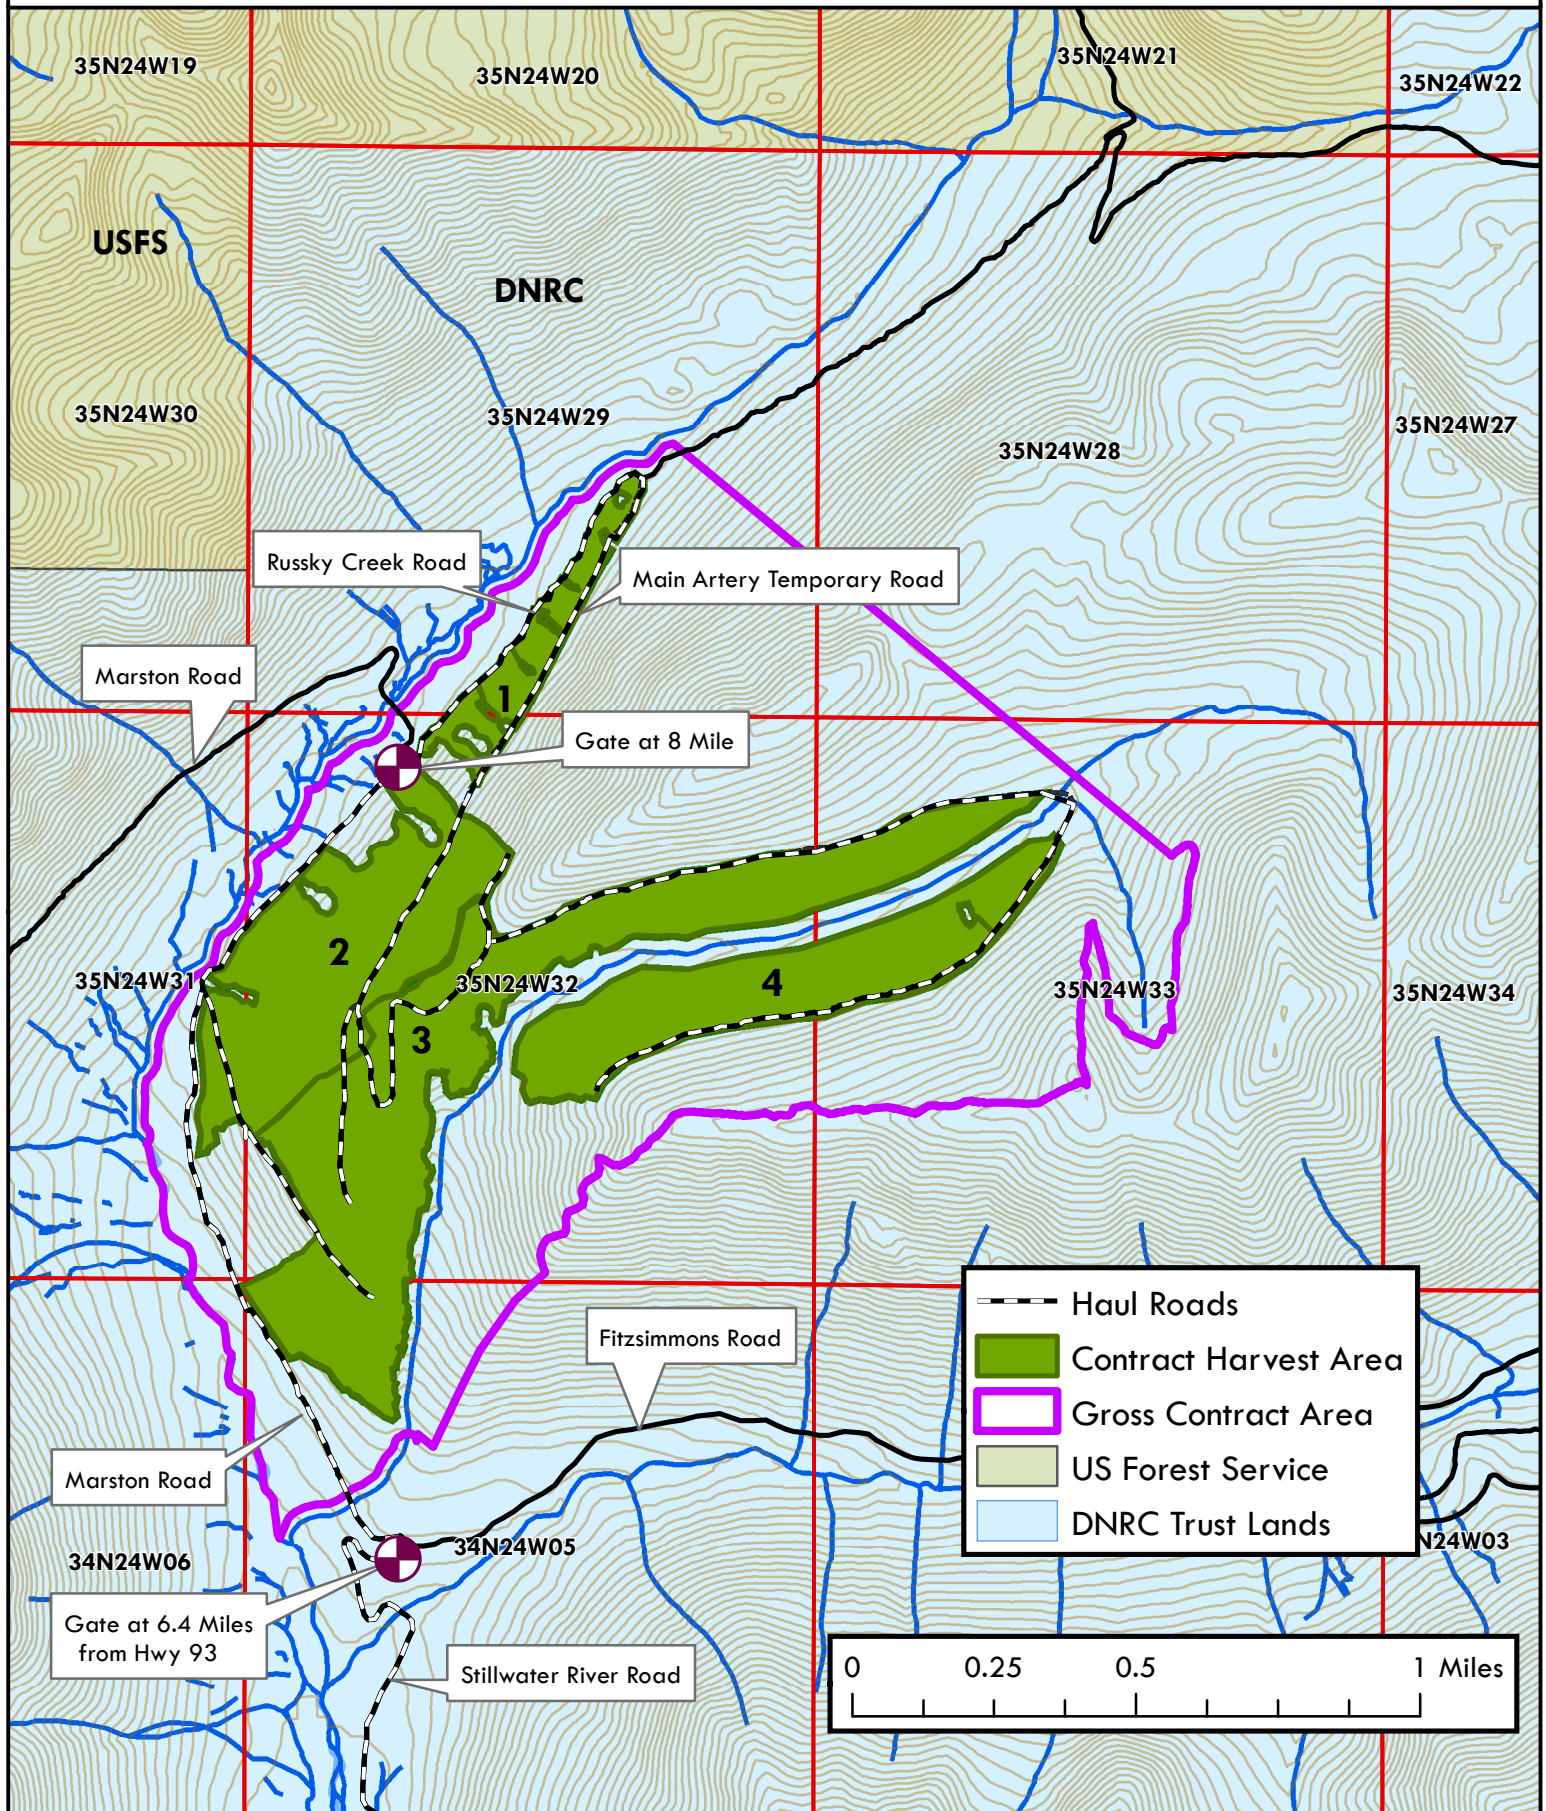 35N24W19
35N24W20
35N24W21
35N24W22
USFS
DNRC
35N24W30
35N24W29
35N24W28
35N24W27
Russky Creek Road
Main Artery Temporary Road
Marston Road
1
Gate at 8 Mile
2
35N24W31
35N24W32
4
35N24W33
35N24W34
3
Haul Roads
Contract Harvest Area
Gross Contract Area
US Forest Service
DNRC Trust Lands
Fitzsimmons Road
Marston Road
34N24W06
34N24W05
N24W03
Gate at 6.4 Miles
from Hwy 93
Stillwater River Road
0 0.25 0.5 1 Miles